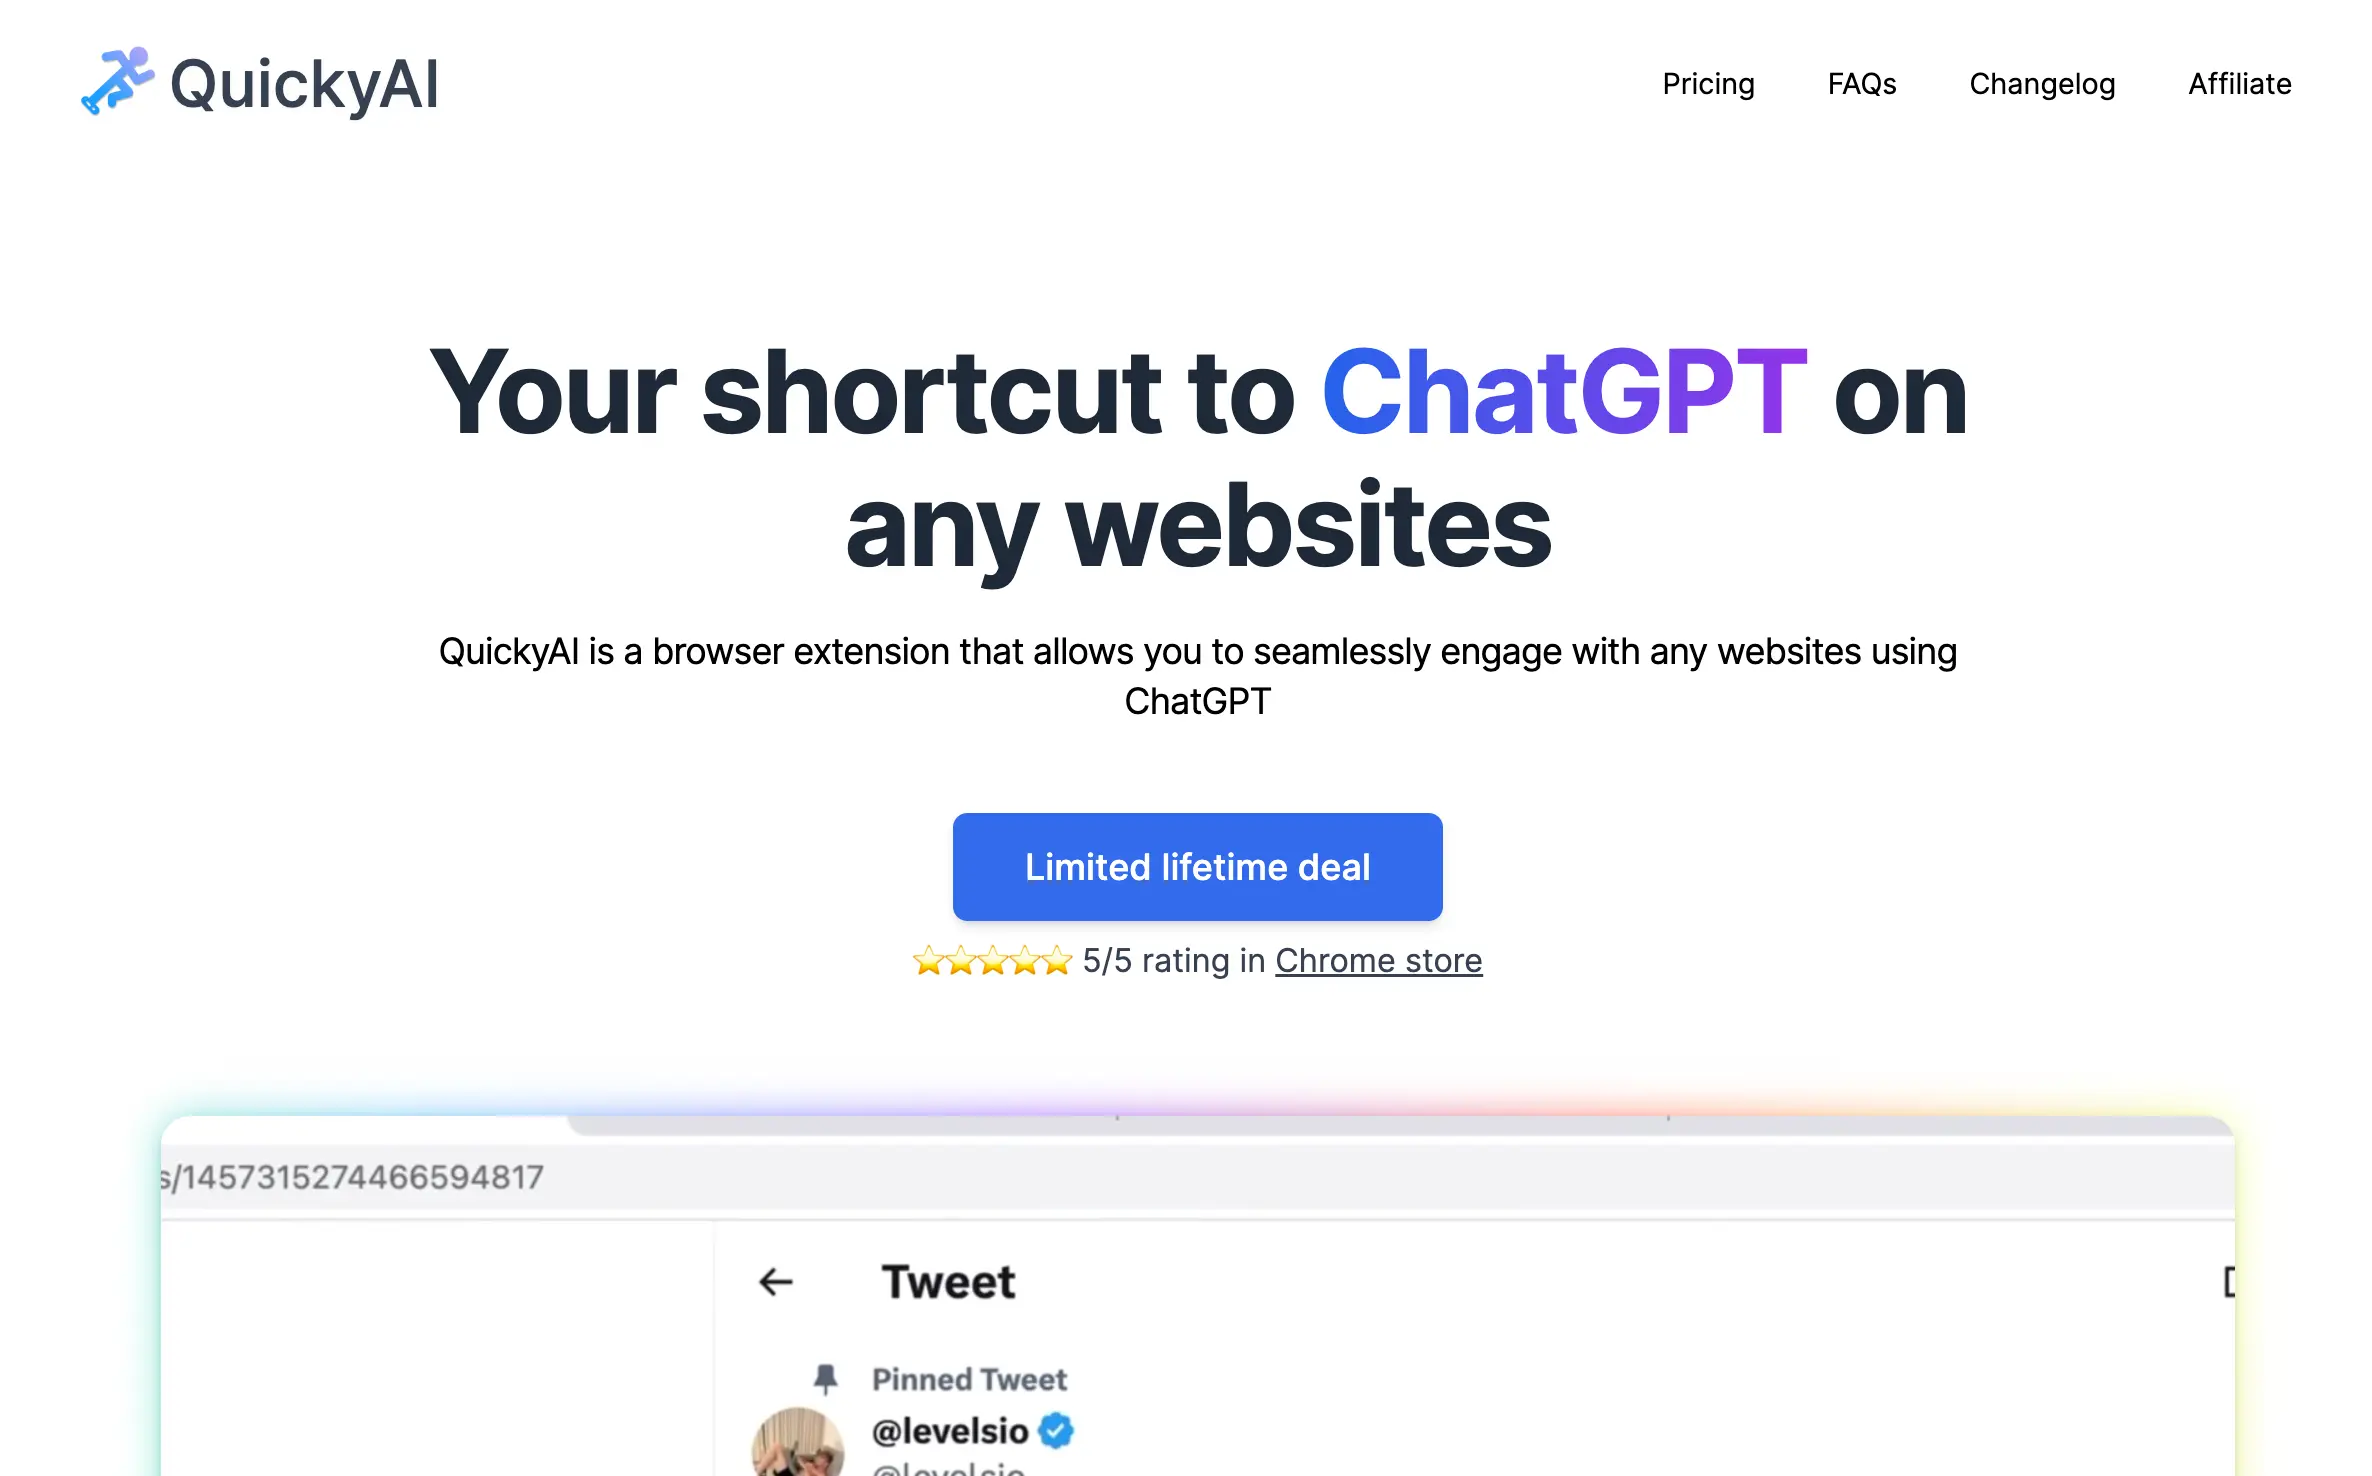 QuickyAI
Pricing
FAQs
Changelog
Affiliate
Your shortcut to ChatGPT on
any websites
QuickyAI is a browser extension that allows you to seamlessly engage with any websites using
ChatGPT
Limited lifetime deal
⭐⭐⭐⭐⭐ 5/5 rating in Chrome store
s/1457315274466594817
Tweet
Pinned Tweet
@levelsio
@levelsio